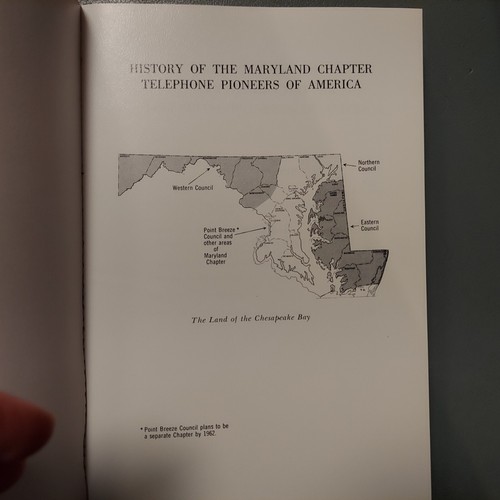 HISTORY OF THE MARYLAND CHAPTER
TELEPHONE PIONEERS OF AMERICA
Northern
Council
Western Council
Eastern
Council
Point Breeze *
Council and
other areas
of
Maryland
Chapter
The Land of the Chesapeake Bay
* Point Breeze Council plans to be
a separate Chapter by 1962.